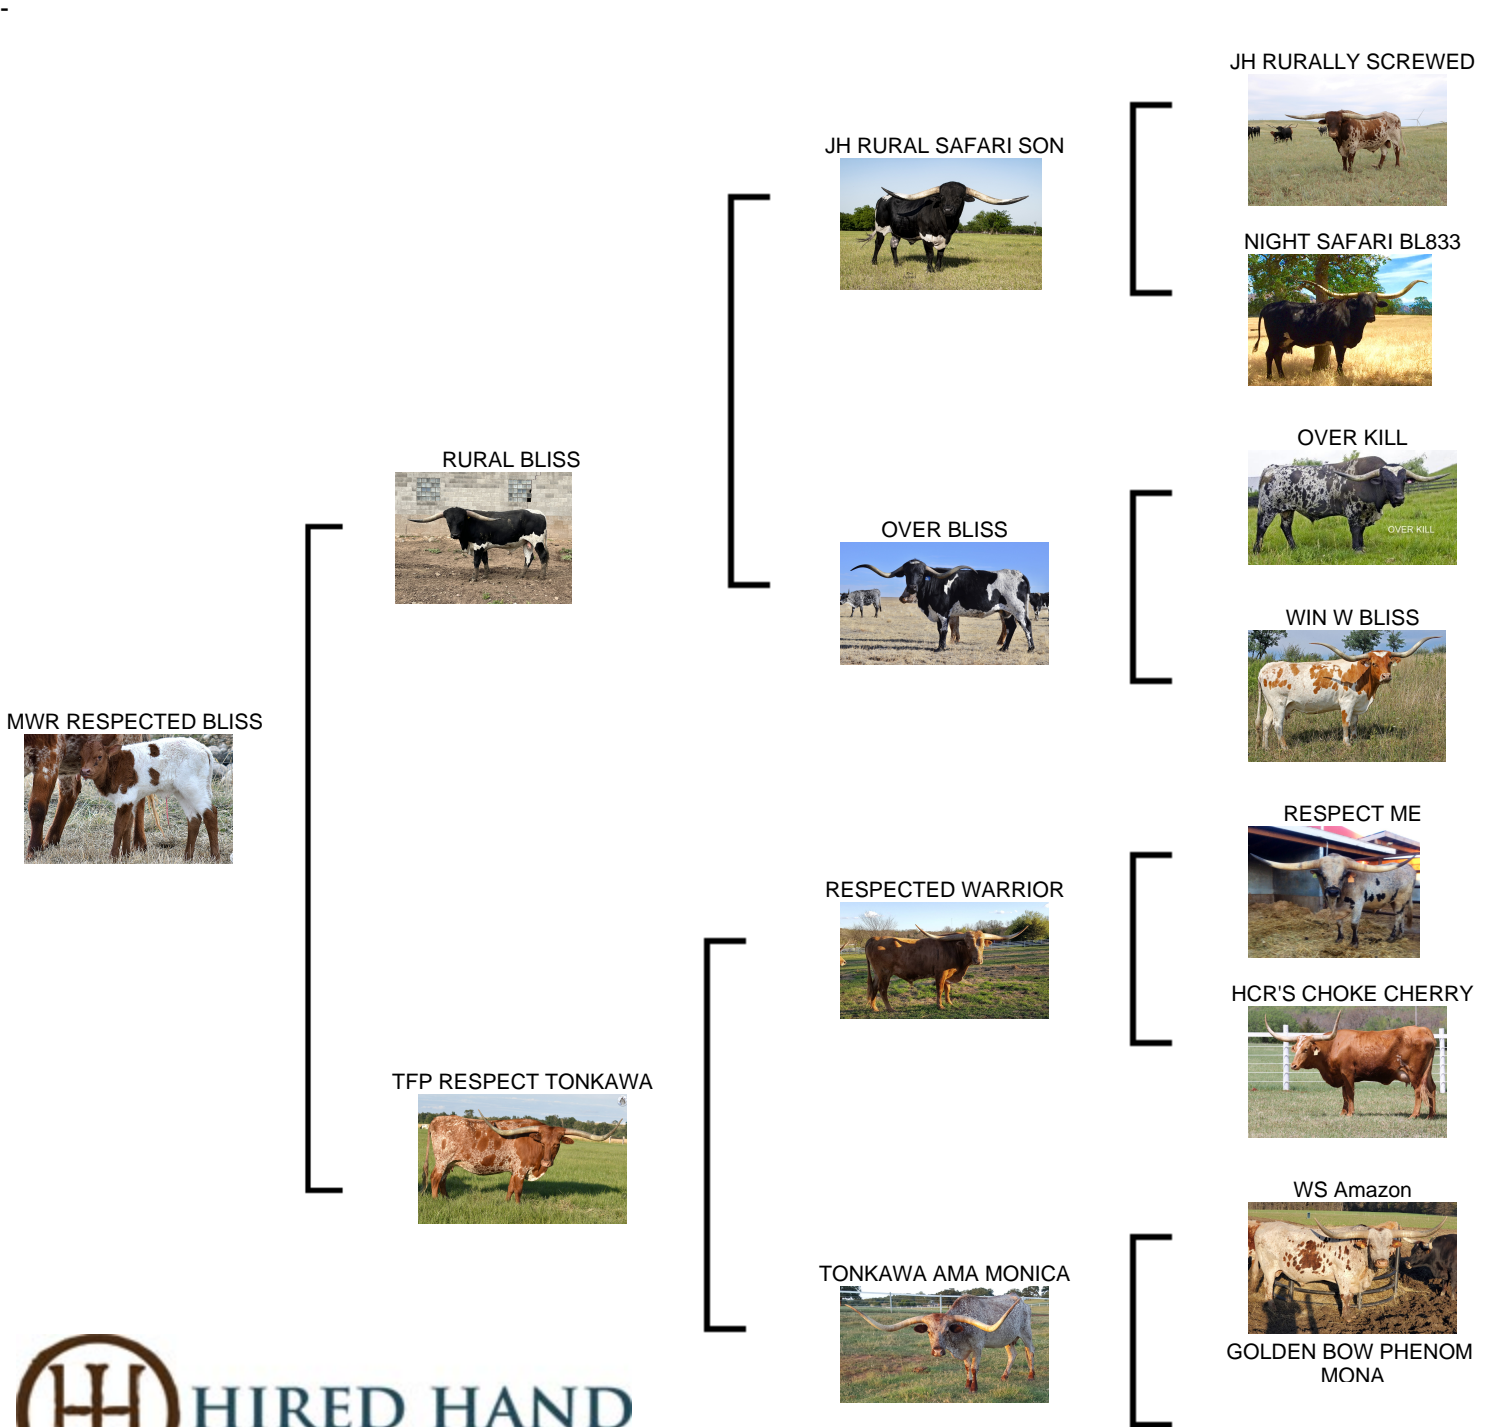 -
JH RURALLY SCREWED
JH RURAL SAFARI SON
NIGHT SAFARI BL833
OVER KILL
RURAL BLISS
OVER KILL
OVER BLISS
WIN W BLISS
MWR RESPECTED BLISS
RESPECT ME
RESPECTED WARRIOR
HCR'S CHOKE CHERRY
TFP RESPECT TONKAWA
WS Amazon
TONKAWA AMA MONICA
GOLDEN BOW PHENOM
MONA
HIRED HAND